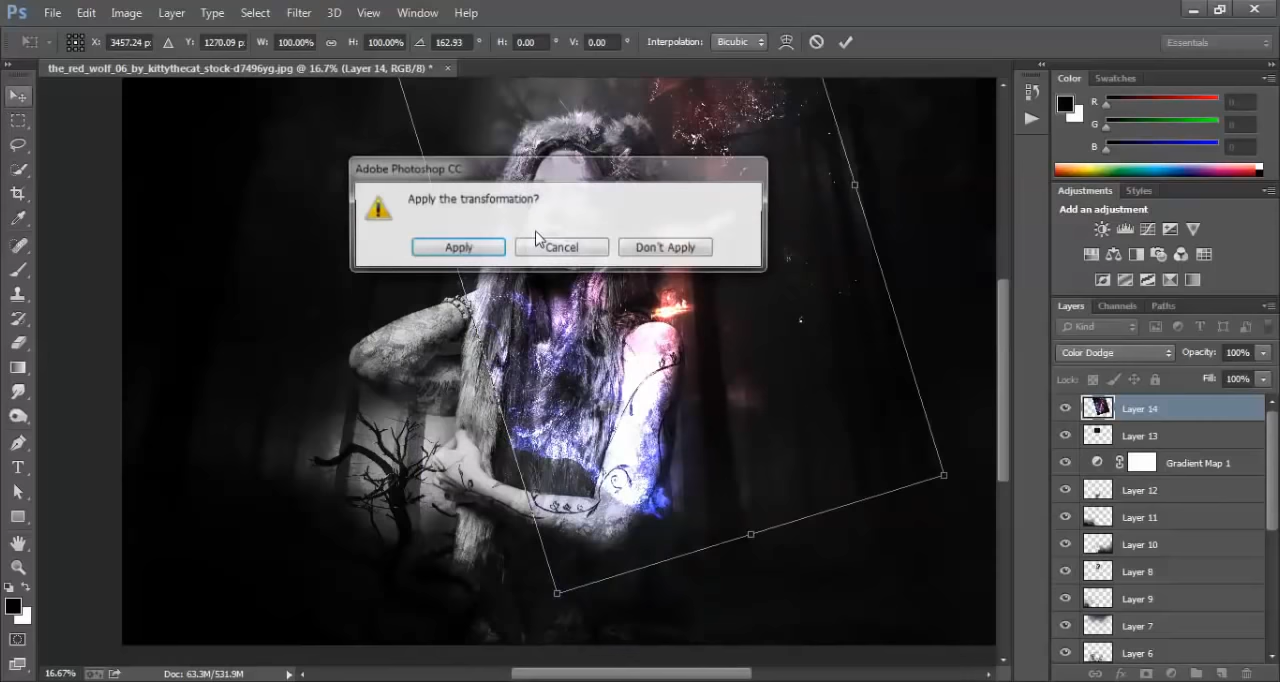 Ps File Edit Image Layer Type Select Filter 3D View Window Help
X: 3457.24 p: Y: 1270.09 p: W: 100.00% H: 100.00% 162.93 ° H: 0.00 ° V: 0.00 ° Interpolation: Bicubic Essentials
the_red_wolf_06_by_kittythecat_stock-d7496yg.jpg @ 16.7% (Layer 14, RGB/8) * ×
Color Swatches
R 0
G 0
B 0
Adobe Photoshop CC
Apply the transformation?
Apply Cancel Don't Apply
Adjustments Styles
Add an adjustment
Layers Channels Paths
Kind
Color Dodge Opacity: 100%
Lock: Fill: 100%
Layer 14
Layer 13
Gradient Map 1
Layer 12
Layer 11
Layer 10
Layer 8
Layer 9
Layer 7
Layer 6
16.67% Doc: 63.3M/531.9M